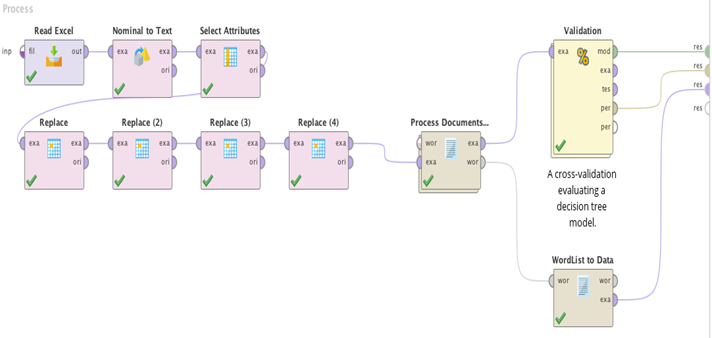 Process
Read Excel
Nominal to Text
Select Attributes
Validation
inp
fil
out
exa
exa
ori
exa
exa
ori
exa
mod
exa
tes
per
per
res
res
res
res
Replace
Replace (2)
Replace (3)
Replace (4)
Process Documents...
exa
exa
ori
exa
exa
ori
exa
exa
ori
exa
exa
ori
wor
exa
exa
wor
A cross-validation
evaluating a
decision tree
model.
WordList to Data
wor
wor
exa